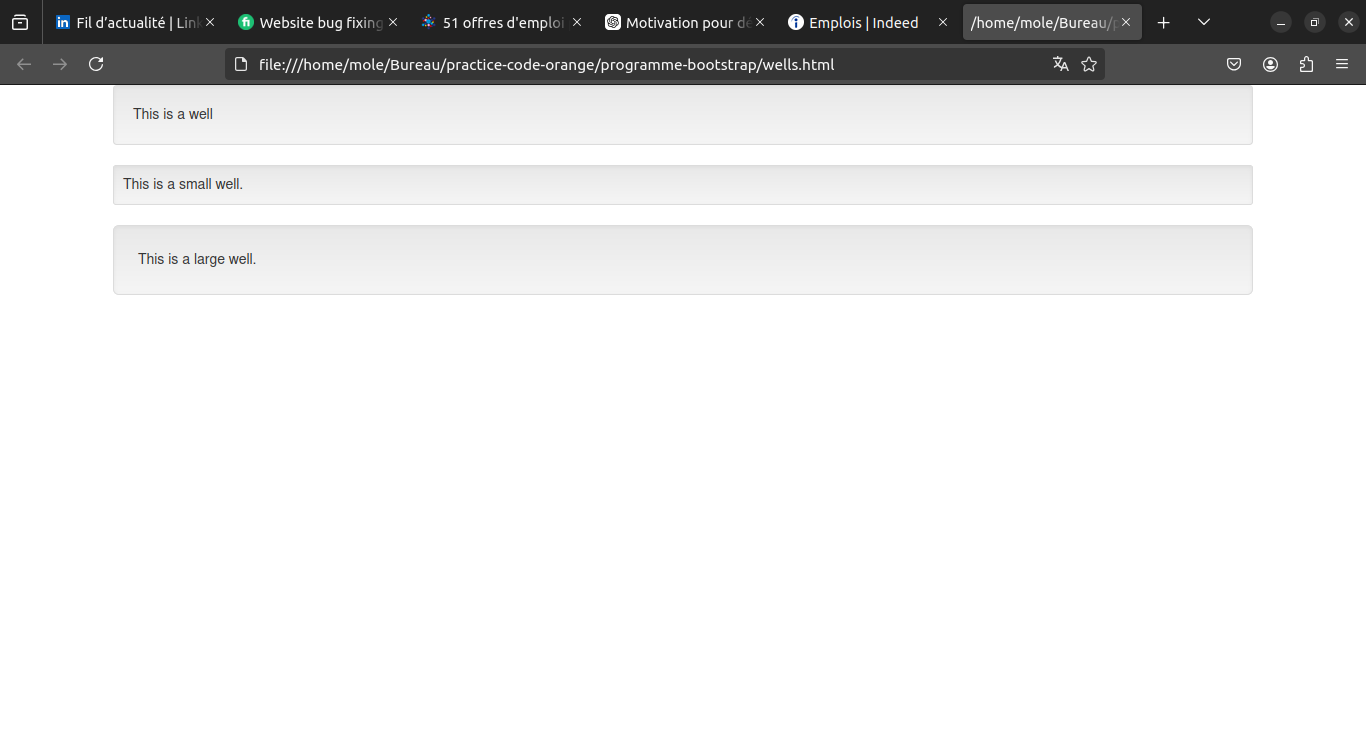 Fil d'actualité | Link
Website bug fixing
51 offres d'emploi
Motivation pour dé
Emplois | Indeed
/home/mole/Bureau/p
file:///home/mole/Bureau/practice-code-orange/programme-bootstrap/wells.html
This is a well
This is a small well.
This is a large well.